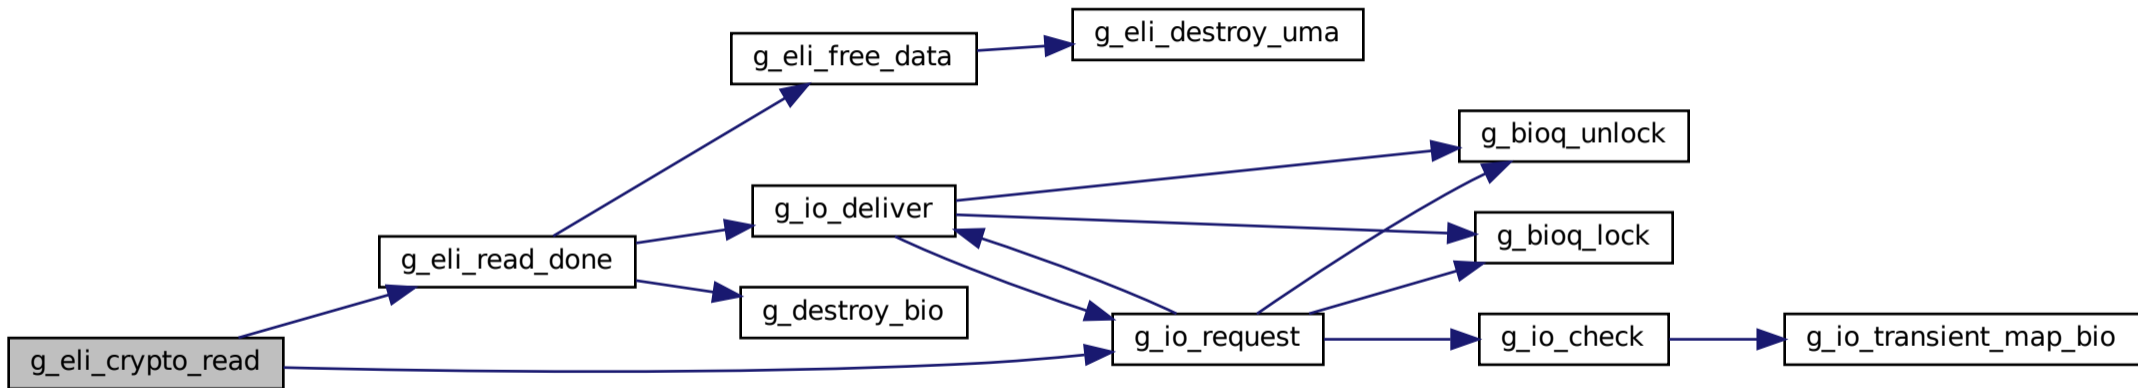 g_eli_destroy_uma
g_eli_free_data
g_bioq_unlock
g_io_deliver
g_bioq_lock
g_eli_read_done
g_destroy_bio
g_io_request
g_io_check
g_io_transient_map_bio
g_eli_crypto_read